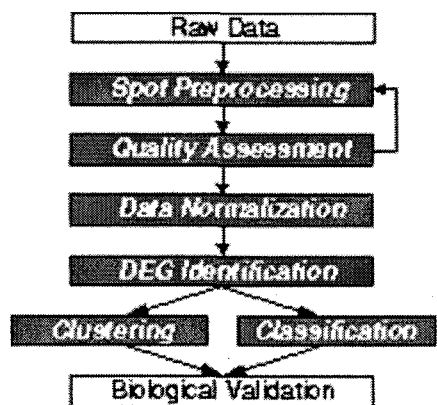 Raw Data
Spot Preprocessing
Quality Assessment
Data Normalization
DEG Identification
Clustering
Classification
Biological Validation